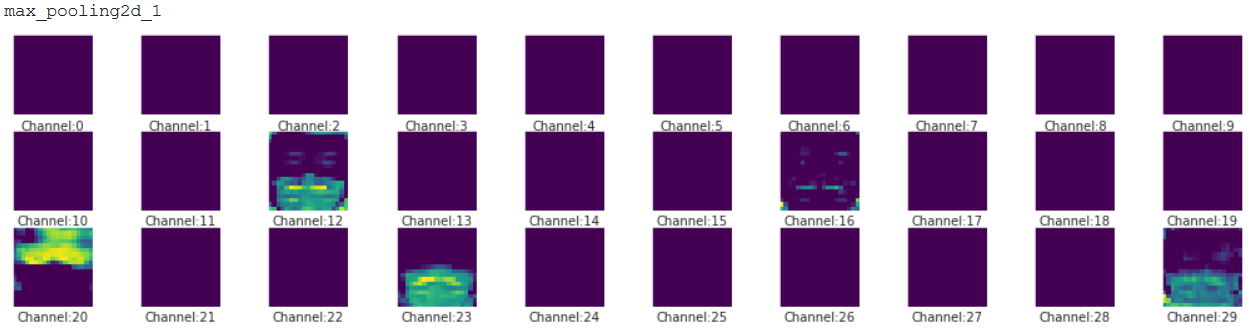 max_pooling2d_1
Channel:0 Channel:1 Channel:2 Channel:3 Channel:4 Channel:5 Channel:6 Channel:7 Channel:8 Channel:9
Channel:10 Channel:11 Channel:12 Channel:13 Channel:14 Channel:15 Channel:16 Channel:17 Channel:18 Channel:19
Channel:20 Channel:21 Channel:22 Channel:23 Channel:24 Channel:25 Channel:26 Channel:27 Channel:28 Channel:29